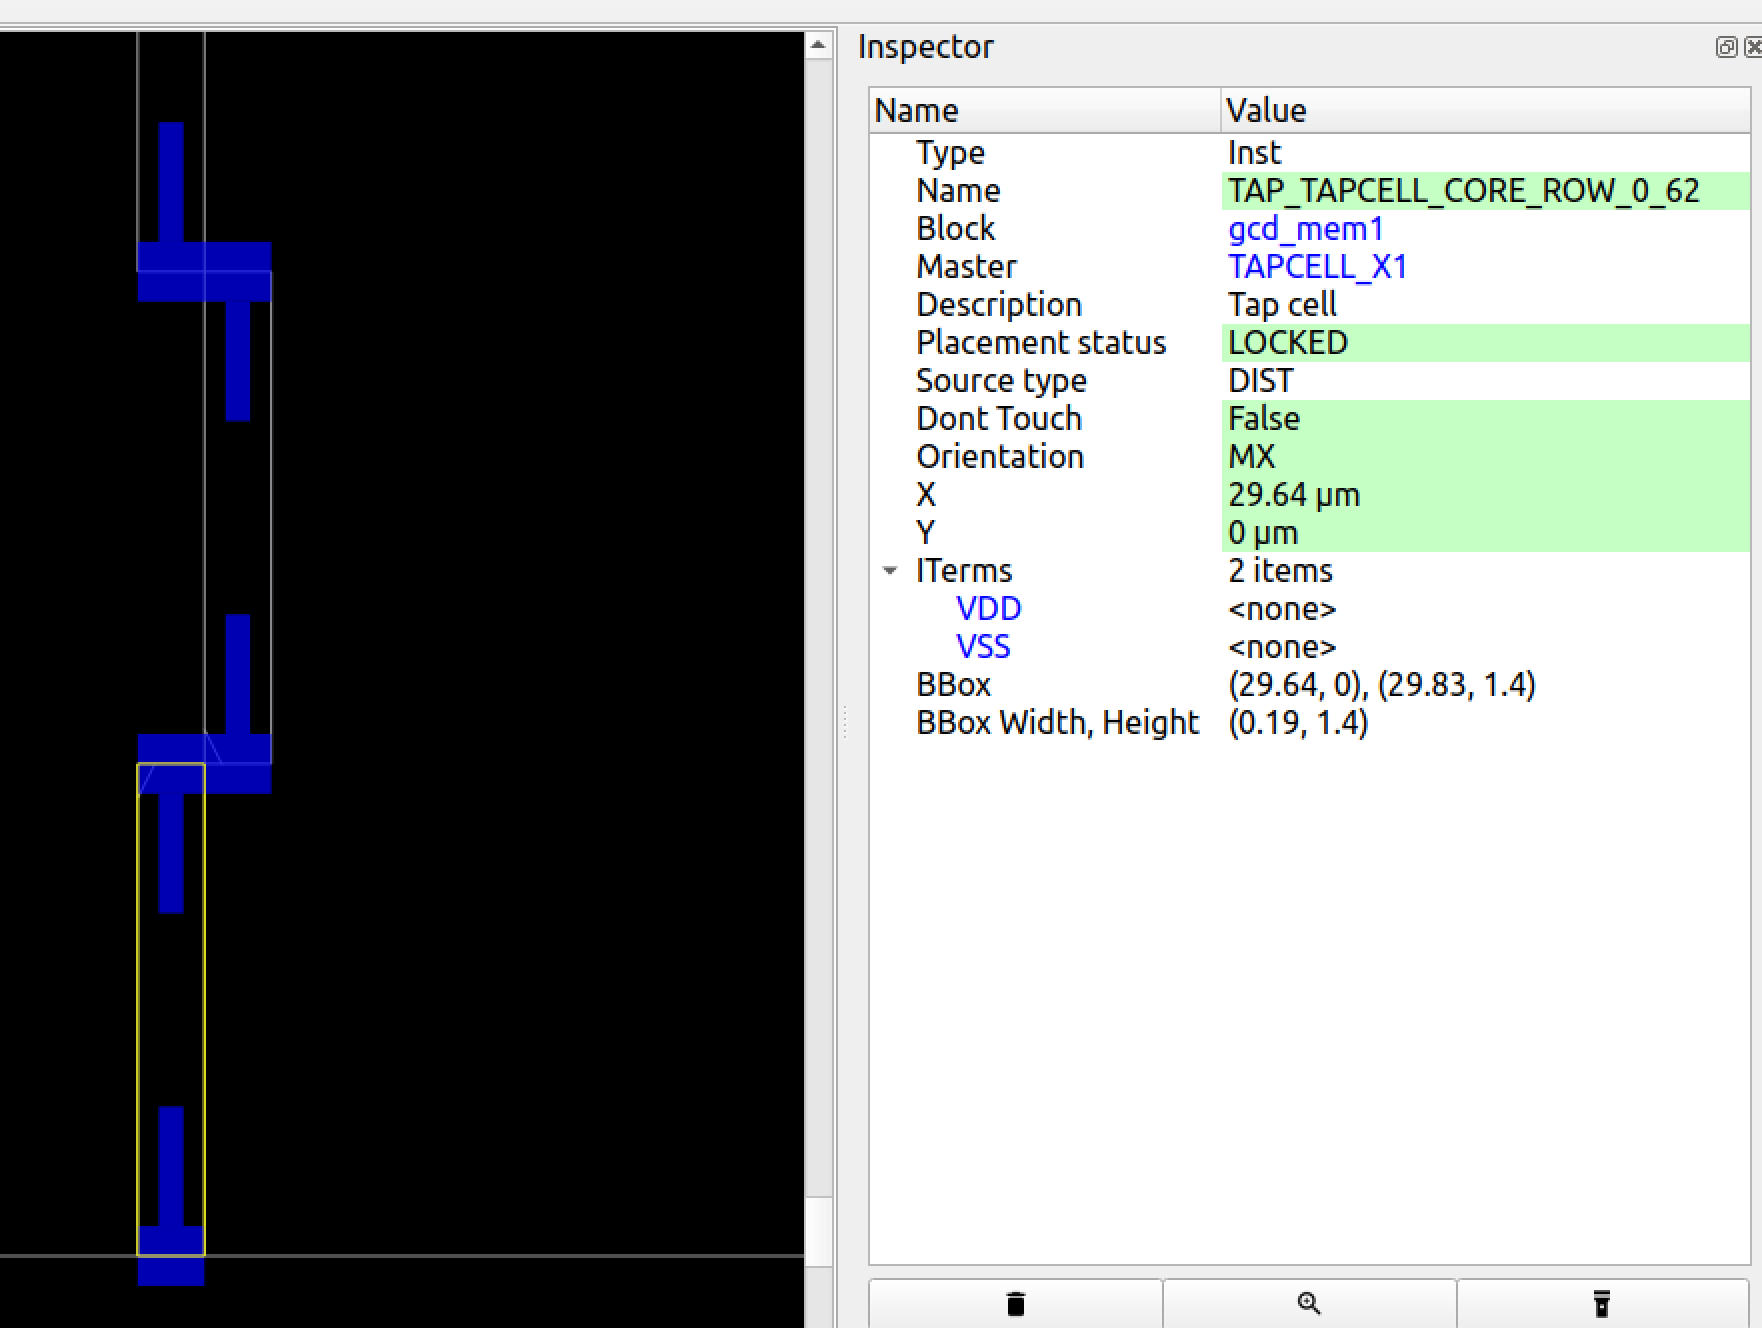 Inspector
Name Value
Type Inst
Name TAP_TAPCELL_CORE_ROW_0_62
Block gcd_mem1
Master TAPCELL_X1
Description Tap cell
Placement status LOCKED
Source type DIST
Dont Touch False
Orientation MX
X 29.64 μm
Y 0 μm
ITerms 2 items
VDD <none>
VSS <none>
BBox (29.64, 0), (29.83, 1.4)
BBox Width, Height (0.19, 1.4)